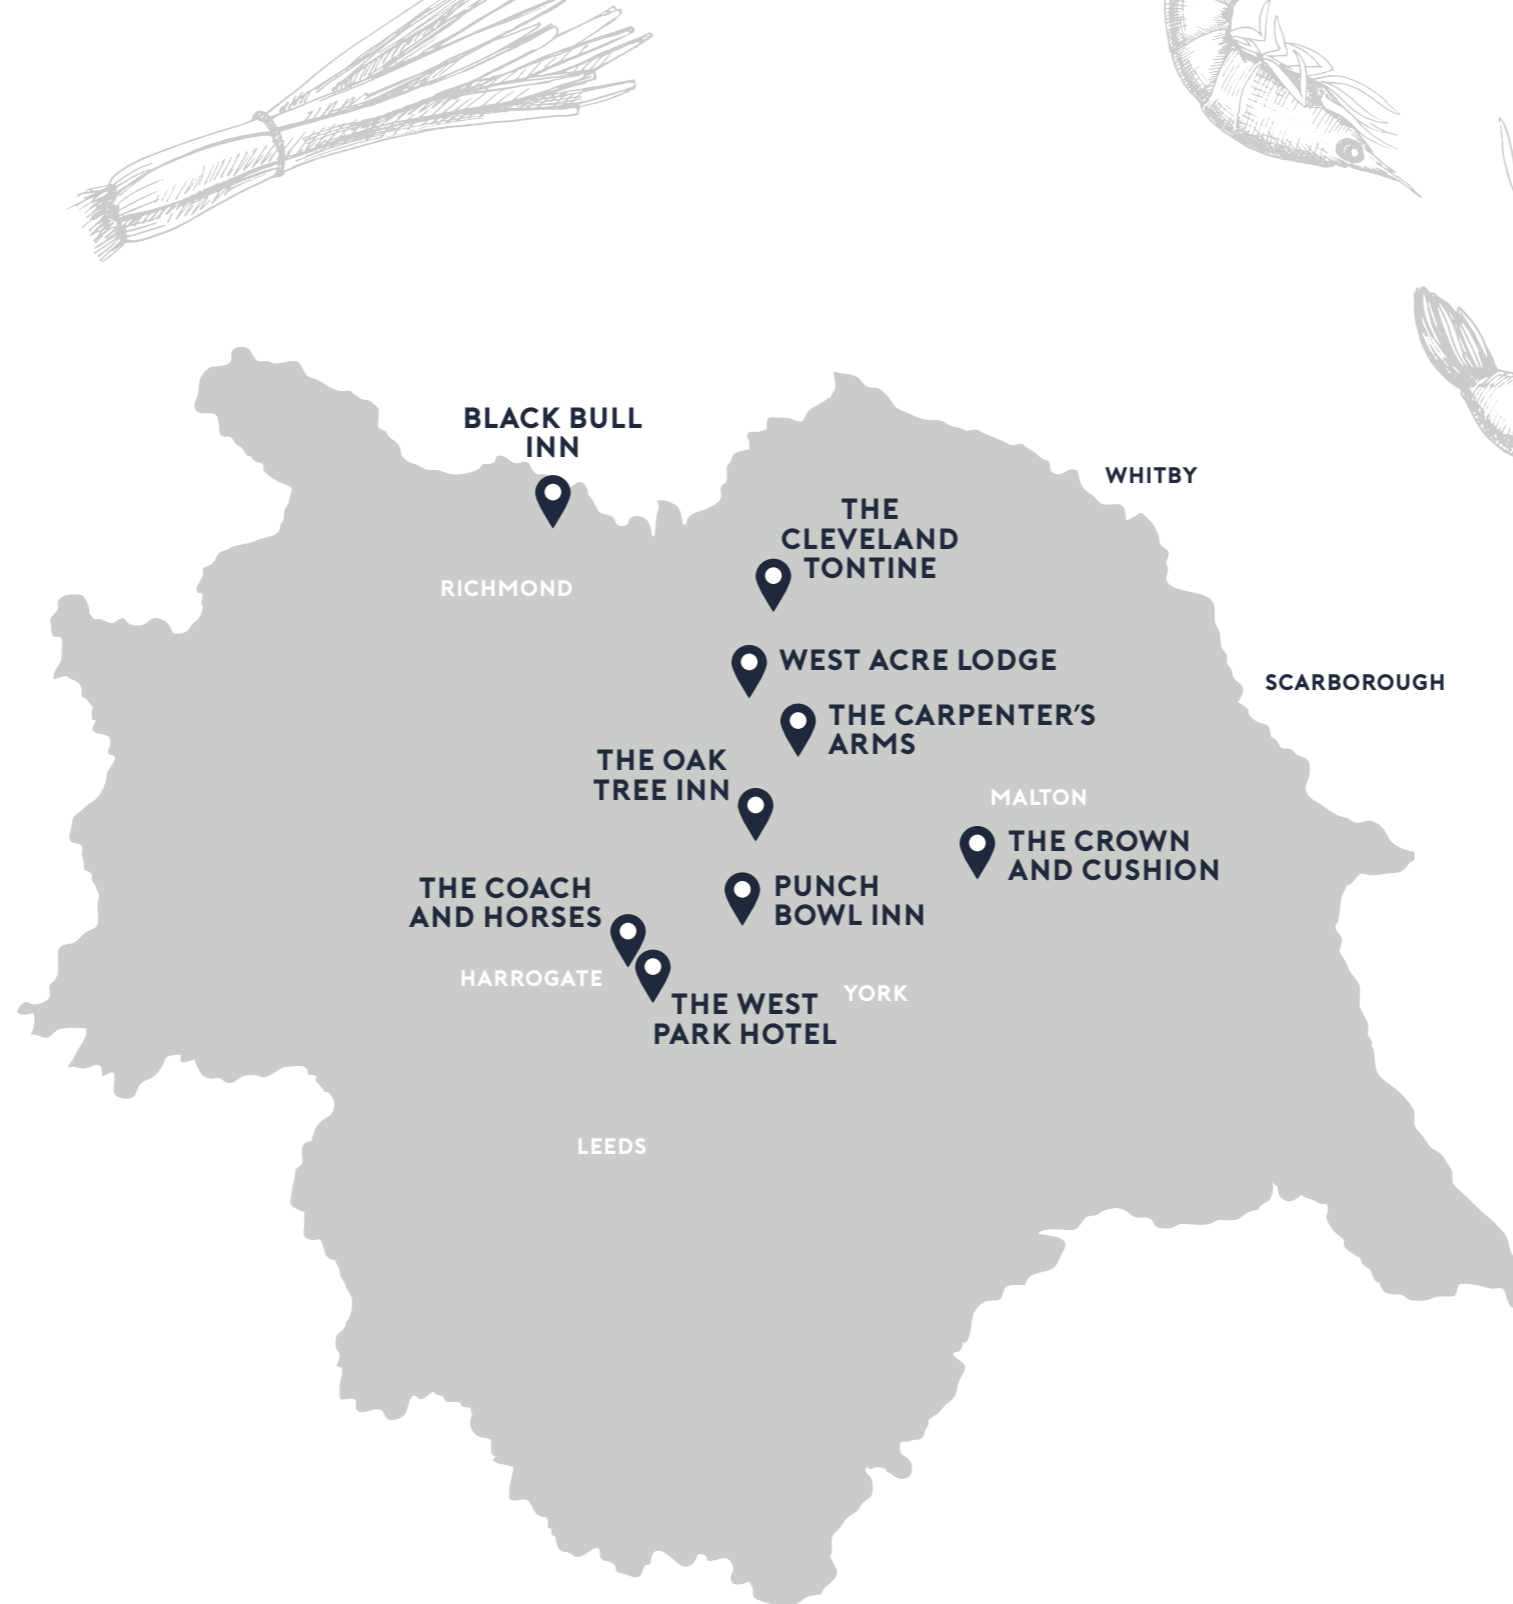 BLACK BULL
INN
WHITBY
THE
CLEVELAND
TONTINE
RICHMOND
WEST ACRE LODGE
SCARBOROUGH
THE CARPENTER'S
ARMS
THE OAK
TREE INN
MALTON
THE CROWN
AND CUSHION
THE COACH
AND HORSES
PUNCH
BOWL INN
HARROGATE
THE WEST
PARK HOTEL
YORK
LEEDS